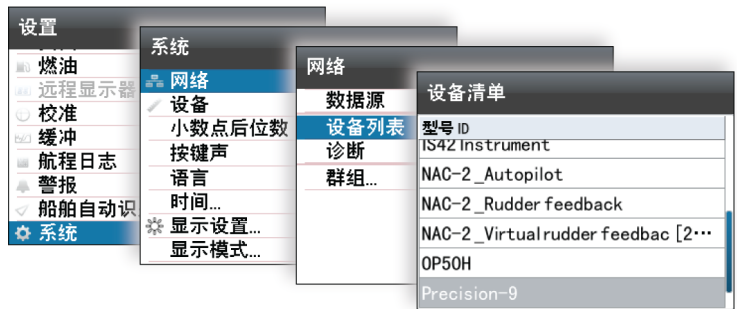 设置
燃油
远程显示器
校准
缓冲
航程日志
警报
船舶自动识
系统
系统
网络
设备
小数点后位数
按键声
语言
时间...
显示设置...
显示模式...
网络
数据源
设备列表
诊断
群组...
设备清单
型号 ID
IS42 Instrument
NAC-2_Autopilot
NAC-2_Rudder feedback
NAC-2_Virtual rudder feedbac [2⋯
OP50H
Precision-9